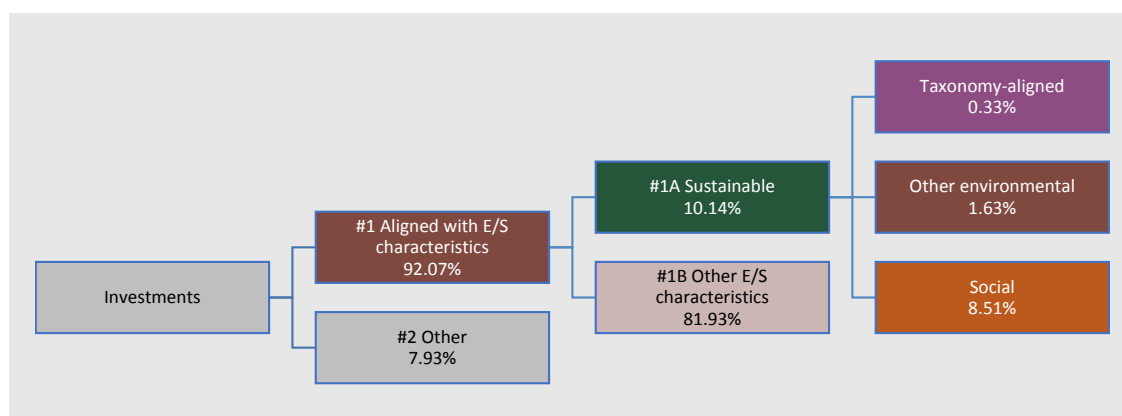 Investments
#1 Aligned with E/S
characteristics
92.07%
#2 Other
7.93%
#1A Sustainable
10.14%
#1B Other E/S
characteristics
81.93%
Taxonomy-aligned
0.33%
Other environmental
1.63%
Social
8.51%